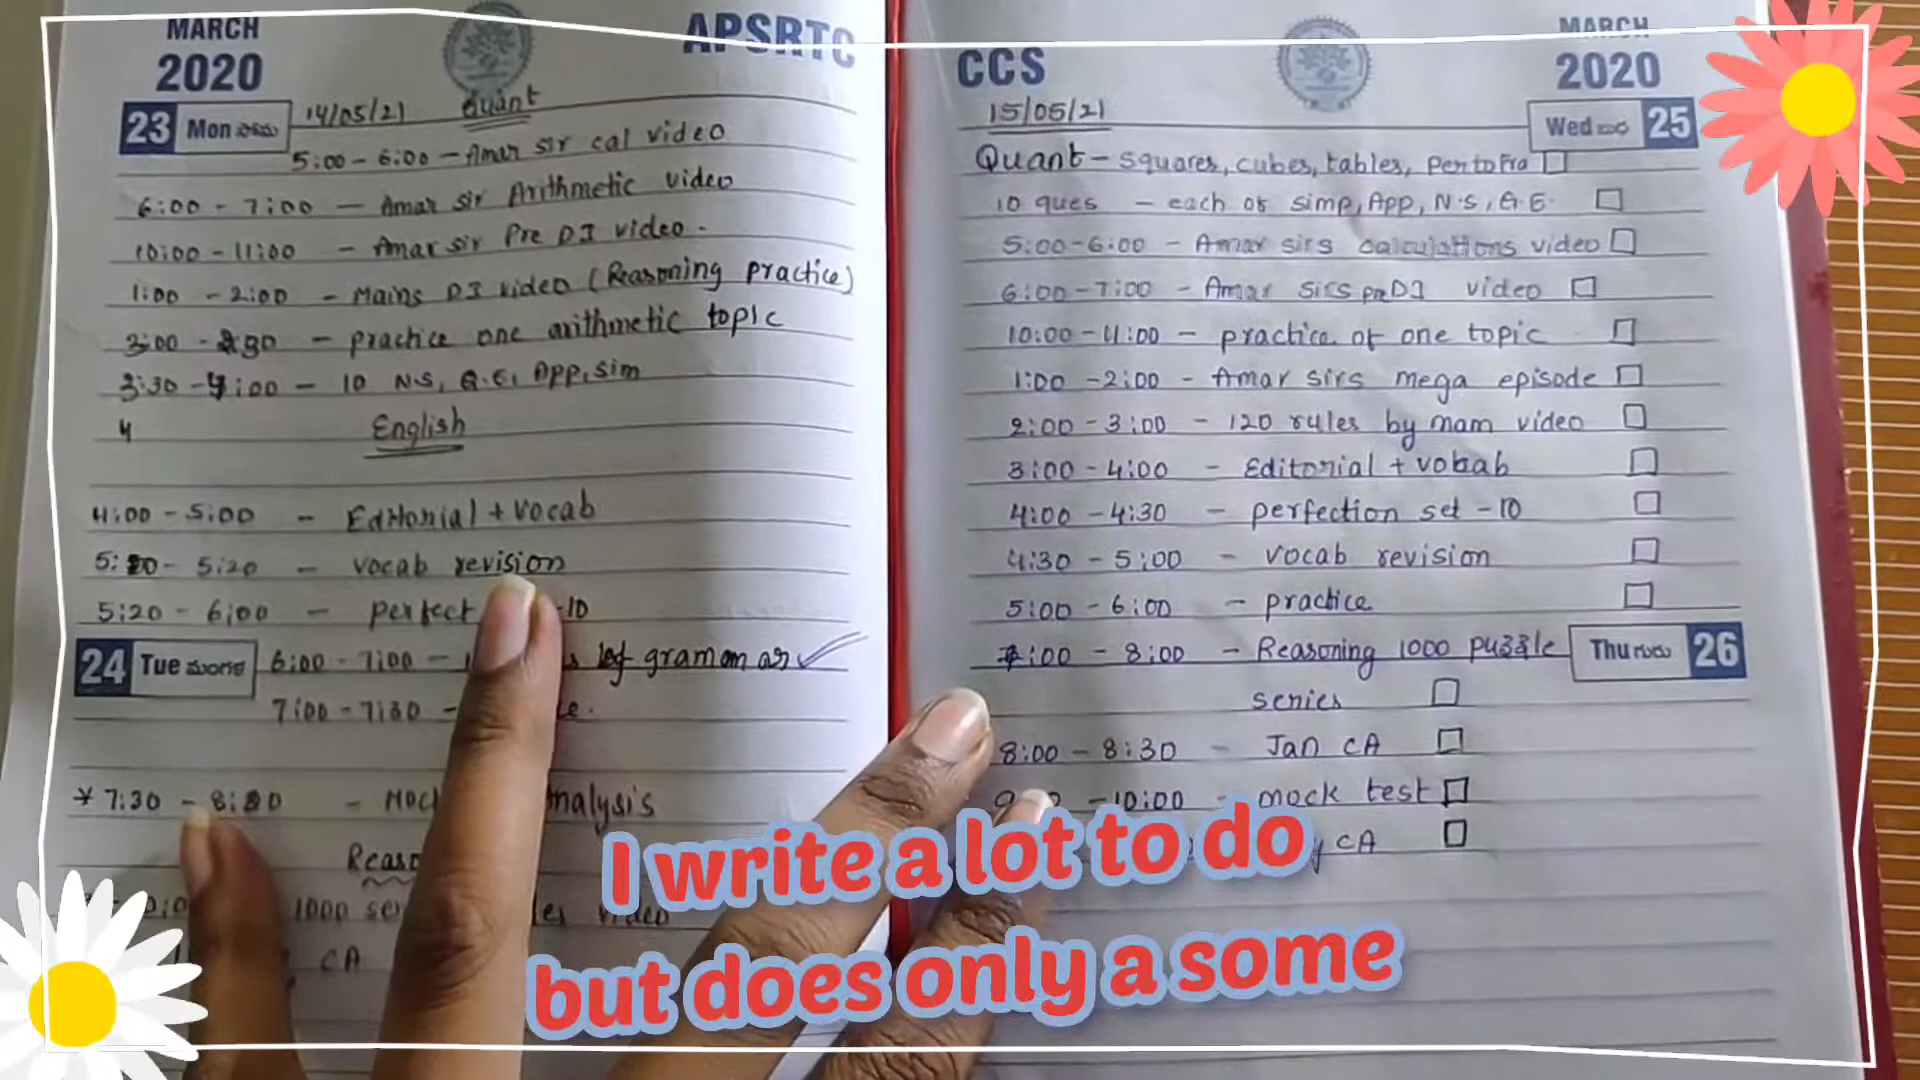 MARCH
2020
APSRTC
23 Mon సోమ
14/05/21 Quant
5:00 - 6:00 - Amar sir cal video
6:00 - 7:00 - Amar sir Arithmetic video
10:00 - 11:00 - Amar sir Pre DI video.
1:00 - 2:00 - Mains DI video (Reasoning practice)
3:00 - 3:30 - practice one arithmetic topic
3:30 - 4:00 - 10 N.S, Q.E, App, sim
4 English
4:00 - 5:00 - Editorial + vocab
5:00 - 5:20 - vocab revision
5:20 - 6:00 - perfect -10
24 Tue మంగళ
6:00 - 7:00 - of grammar
7:00 - 7:30 -
* 7:30 - 8:30 -
1000 video
CA
CCS
MARCH
2020
15/05/21
Wed బుధ 25
Quant - squares, cubes, tables, pertofra
10 ques - each of simp, App, N.S, Q.E.
5:00-6:00 - Amar sirs calculations video
6:00-7:00 - Amar sirs preDI video
10:00-11:00 - practice of one topic
1:00 - 2:00 - Amar sirs mega episode
2:00 - 3:00 - 120 rules by mam video
3:00 - 4:00 - Editorial + vobab
4:00 - 4:30 - perfection set -10
4:30 - 5:00 - vocab revision
5:00 - 6:00 - practice
7:00 - 8:00 - Reasoning 1000 puzzle
series
Thu గురు 26
8:00 - 8:30 - Jan CA
-10:00 - mock test
CA
I write a lot to do
but does only a some